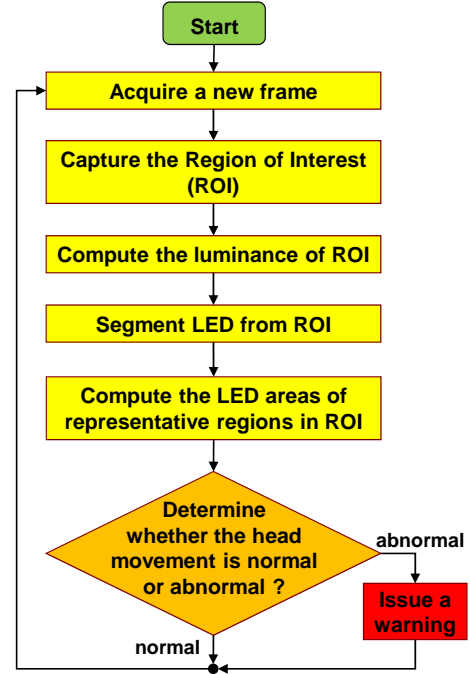 Start
Acquire a new frame
Capture the Region of Interest
(ROI)
Compute the luminance of ROI
Segment LED from ROI
Compute the LED areas of
representative regions in ROI
Determine
whether the head
movement is normal
or abnormal ?
abnormal
Issue a
warning
normal